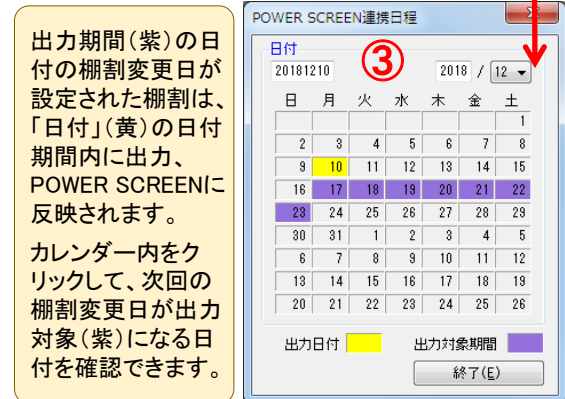 出力期間(紫)の日
付の棚割変更日が
設定された棚割は、
「日付」(黄)の日付
期間内に出力、
POWER SCREENに
反映されます。
カレンダー内をク
リックして、次回の
棚割変更日が出力
対象(紫)になる日
付を確認できます。
POWER SCREEN連携日程
日付
20181210 ③ 2018 / 12
日 月 火 水 木 金 土
1
2 3 4 5 6 7 8
9 10 11 12 13 14 15
16 17 18 19 20 21 22
23 24 25 26 27 28 29
30 31 1 2 3 4 5
6 7 8 9 10 11 12
13 14 15 16 17 18 19
20 21 22 23 24 25 26
出力日付 出力対象期間
終了(E)